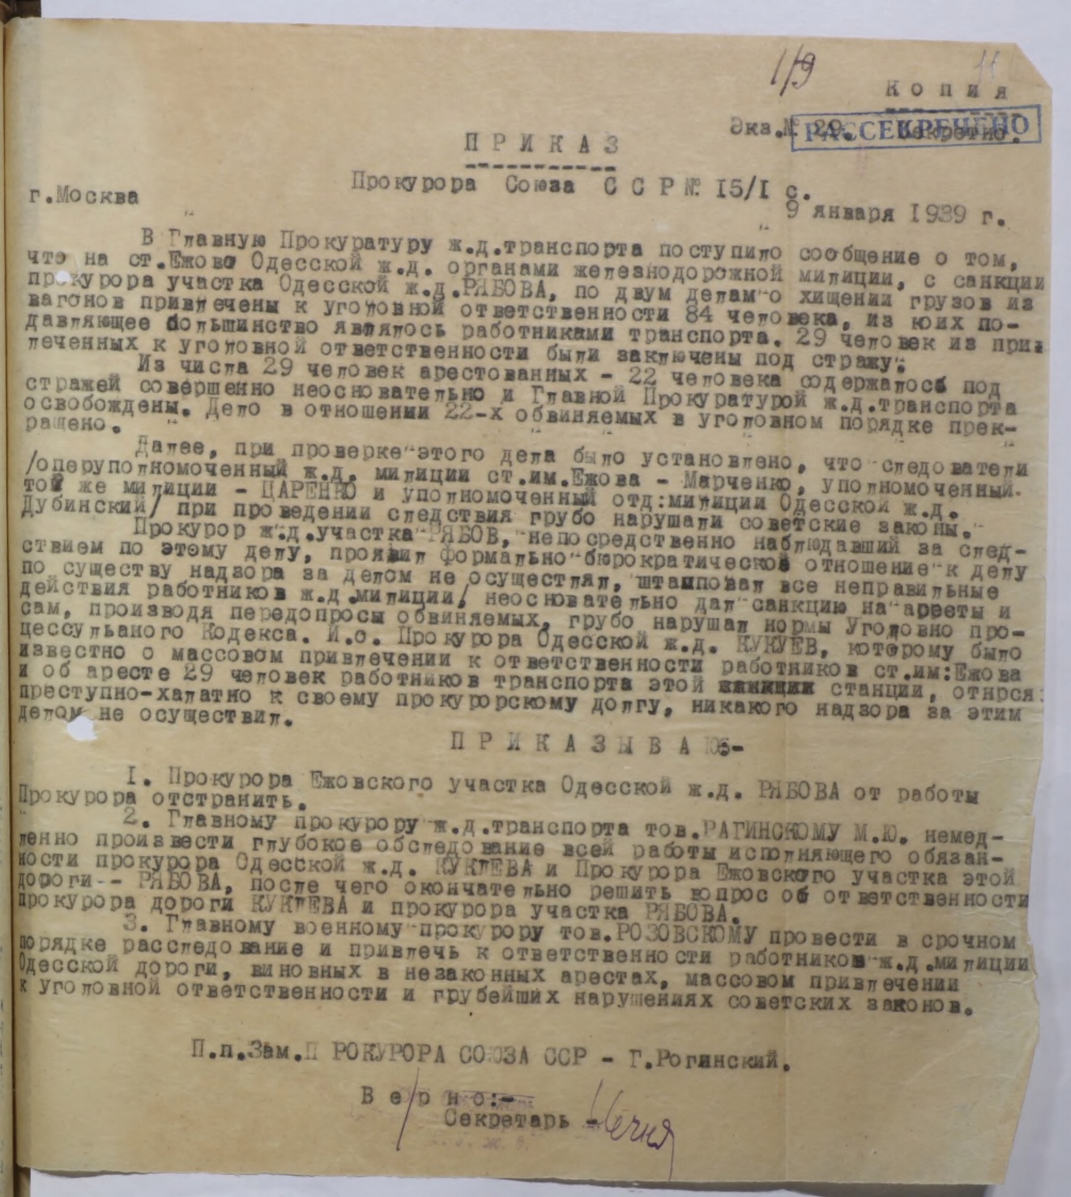 1/9
К О П И Я
Экз.№ 29. Секретно.
РАССЕКРЕЧЕНО
П Р И К А З
Прокурора Союза С С Р № 15/1 с.
г.Москва
9 января 1939 г.
В Главную Прокуратуру ж.д.транспорта поступило сообщение о том,
что на ст.Ежово Одесской ж.д. органами железнодорожной милиции, с санкции
прокурора участка Одесской ж.д.РЯБОВА, по двум делам о хищении грузов из
вагонов привлечены к уголовной ответственности 84 человека, из коих по-
давляющее большинство являлось работниками транспорта. 29 человек из прив
леченных к уголовной ответственности были заключены под стражу.
Из числа 29 человек арестованных - 22 человека содержалось под
стражей совершенно неосновательно и Главной Прокуратурой ж.д.транспорта
освобождены. Дело в отношении 22-х обвиняемых в уголовном порядке прек-
ращено.
Далее, при проверке этого дела было установлено, что следователи
/оперуполномоченный ж.д. милиции ст.им.Ежова - Марченко, уполномоченный
той же милиции - ЦАРЕНКО и уполномоченный отд:милиции Одесской ж.д.
Дубинский/ при проведении следствия грубо нарушали советские законы.
Прокурор ж.д.участка РЯБОВ, непосредственно наблюдавший за след-
ствием по этому делу, проявил формально-бюрократическое отношение к делу
по существу надзора за делом не осуществлял, штамповал все неправильные
действия работников ж.д.милиции, неосновательно дал санкцию на аресты и
сам, производя передопросы обвиняемых, грубо нарушал нормы Уголовно про-
цессульаного Кодекса. И.о. Прокурора Одесской ж.д. КУКУЕВ, которому было
известно о массовом привлечении к ответственности работников ст.им:Ежова
и об аресте 29 человек работников транспорта этой станции, отнрся
преступно-халатно к своему прокурорскому долгу, никакого надзора за этим
делом не осуществил.
П Р И К А З Ы В А Ю:-
1. Прокурора Ежовского участка Одесской ж.д. РЯБОВА от работы
Прокурора отстранить.
2. Главному прокурору ж.д.транспорта тов.РАГИНСКОМУ М.Ю. немед-
ленно произвести глубокое обследование всей работы исполняющего обязан-
ности прокурора Одесской ж.д. КУКЛЕВА и Прокурора Ежовского участка этой
дороги - РЯБОВА, после чего окончательно решить вопрос об ответственности
прокурора дороги КУКЛЕВА и прокурора участка РЯБОВА.
3. Главному военному прокурору тов.РОЗОВСКОМУ провести в срочном
порядке расследование и привлечь к ответственности работников ж.д.милиции
Одесской дороги, виновных в незаконных арестах, массовом привлечении
к уголовной ответственности и грубейших нарушениях советских законов.
П.п.Зам.П РОКУРОРА СОЮЗА ССР - Г.Рогинский.
В е р н о:-
Секретарь -